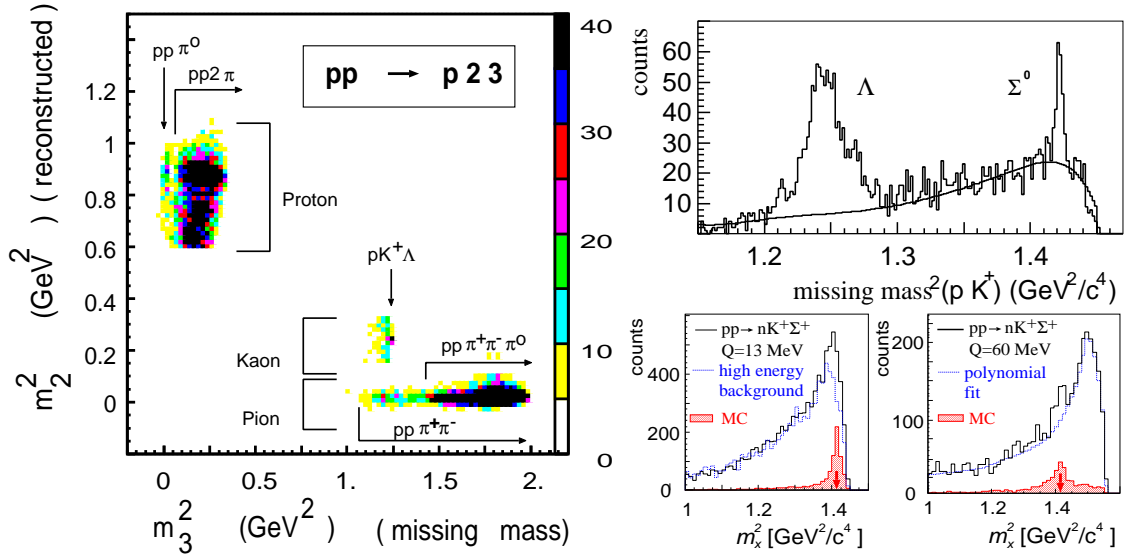 pp → p 2 3
pp π⁰
pp2 π
Proton
pK⁺Λ
Kaon
pp π⁺π⁻π⁰
Pion
pp π⁺π⁻
m₂² (GeV²) (reconstructed)
1.2
1
0.8
0.6
0.4
0.2
0
0 0.5 1. 1.5 2.
m₃² (GeV²) (missing mass)
40
30
20
10
0
counts
60
50
40
30
20
10
Λ
Σ⁰
1.2 1.3 1.4
missing mass²(p K⁺) (GeV²/c⁴)
counts
400
200
0
pp→ nK⁺Σ⁺
Q=13 MeV
high energy
background
MC
1 1.2 1.4
mₓ² [GeV²/c⁴]
200
100
0
pp→ nK⁺Σ⁺
Q=60 MeV
polynomial
fit
MC
1 1.2 1.4
mₓ² [GeV²/c⁴]